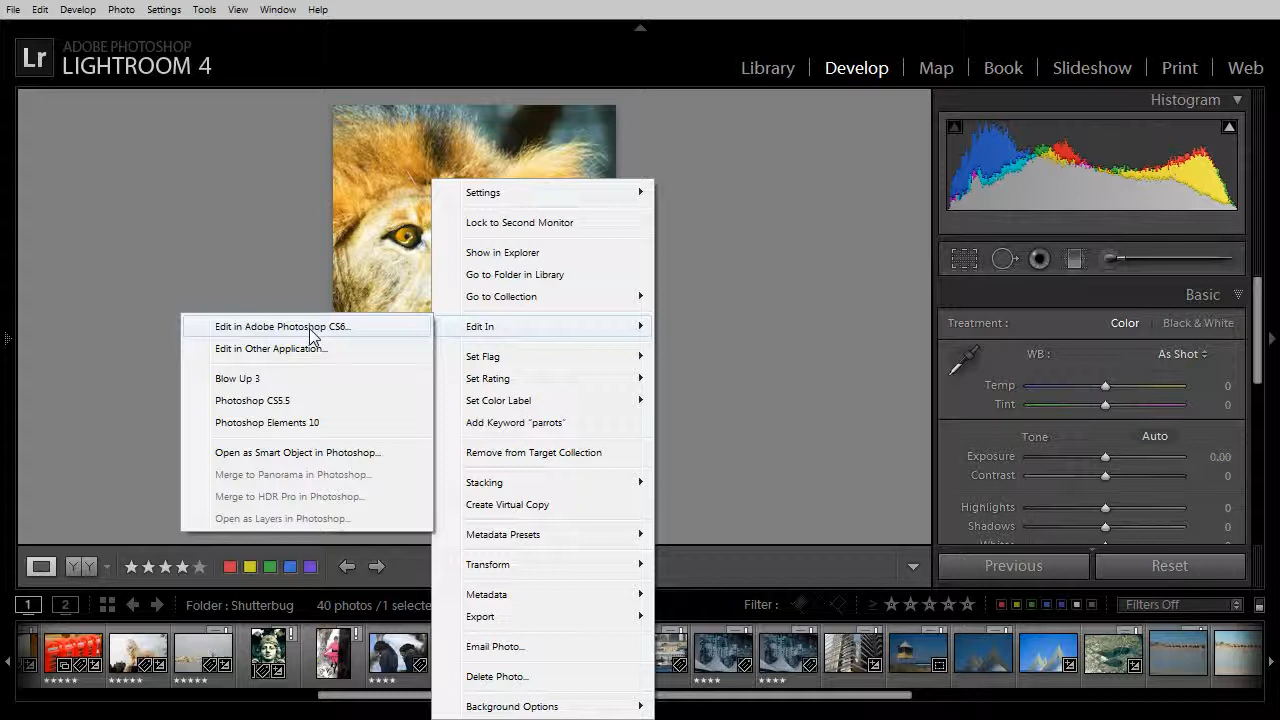 File Edit Develop Photo Settings Tools View Window Help
Lr
ADOBE PHOTOSHOP
LIGHTROOM 4
Library Develop Map Book Slideshow Print Web
Histogram
Settings
Lock to Second Monitor
Show in Explorer
Go to Folder in Library
Go to Collection
Edit In
Set Flag
Set Rating
Set Color Label
Add Keyword "parrots"
Remove from Target Collection
Stacking
Create Virtual Copy
Metadata Presets
Transform
Metadata
Export
Email Photo...
Delete Photo...
Background Options
Edit in Adobe Photoshop CS6...
Edit in Other Application...
Blow Up 3
Photoshop CS5.5
Photoshop Elements 10
Open as Smart Object in Photoshop...
Merge to Panorama in Photoshop...
Merge to HDR Pro in Photoshop...
Open as Layers in Photoshop...
Basic
Treatment : Color Black & White
WB : As Shot
Temp 0
Tint 0
Tone Auto
Exposure 0.00
Contrast 0
Highlights 0
Shadows 0
Previous Reset
YY
1 2 Folder : Shutterbug 40 photos / 1 selecte
Filter : Filters Off